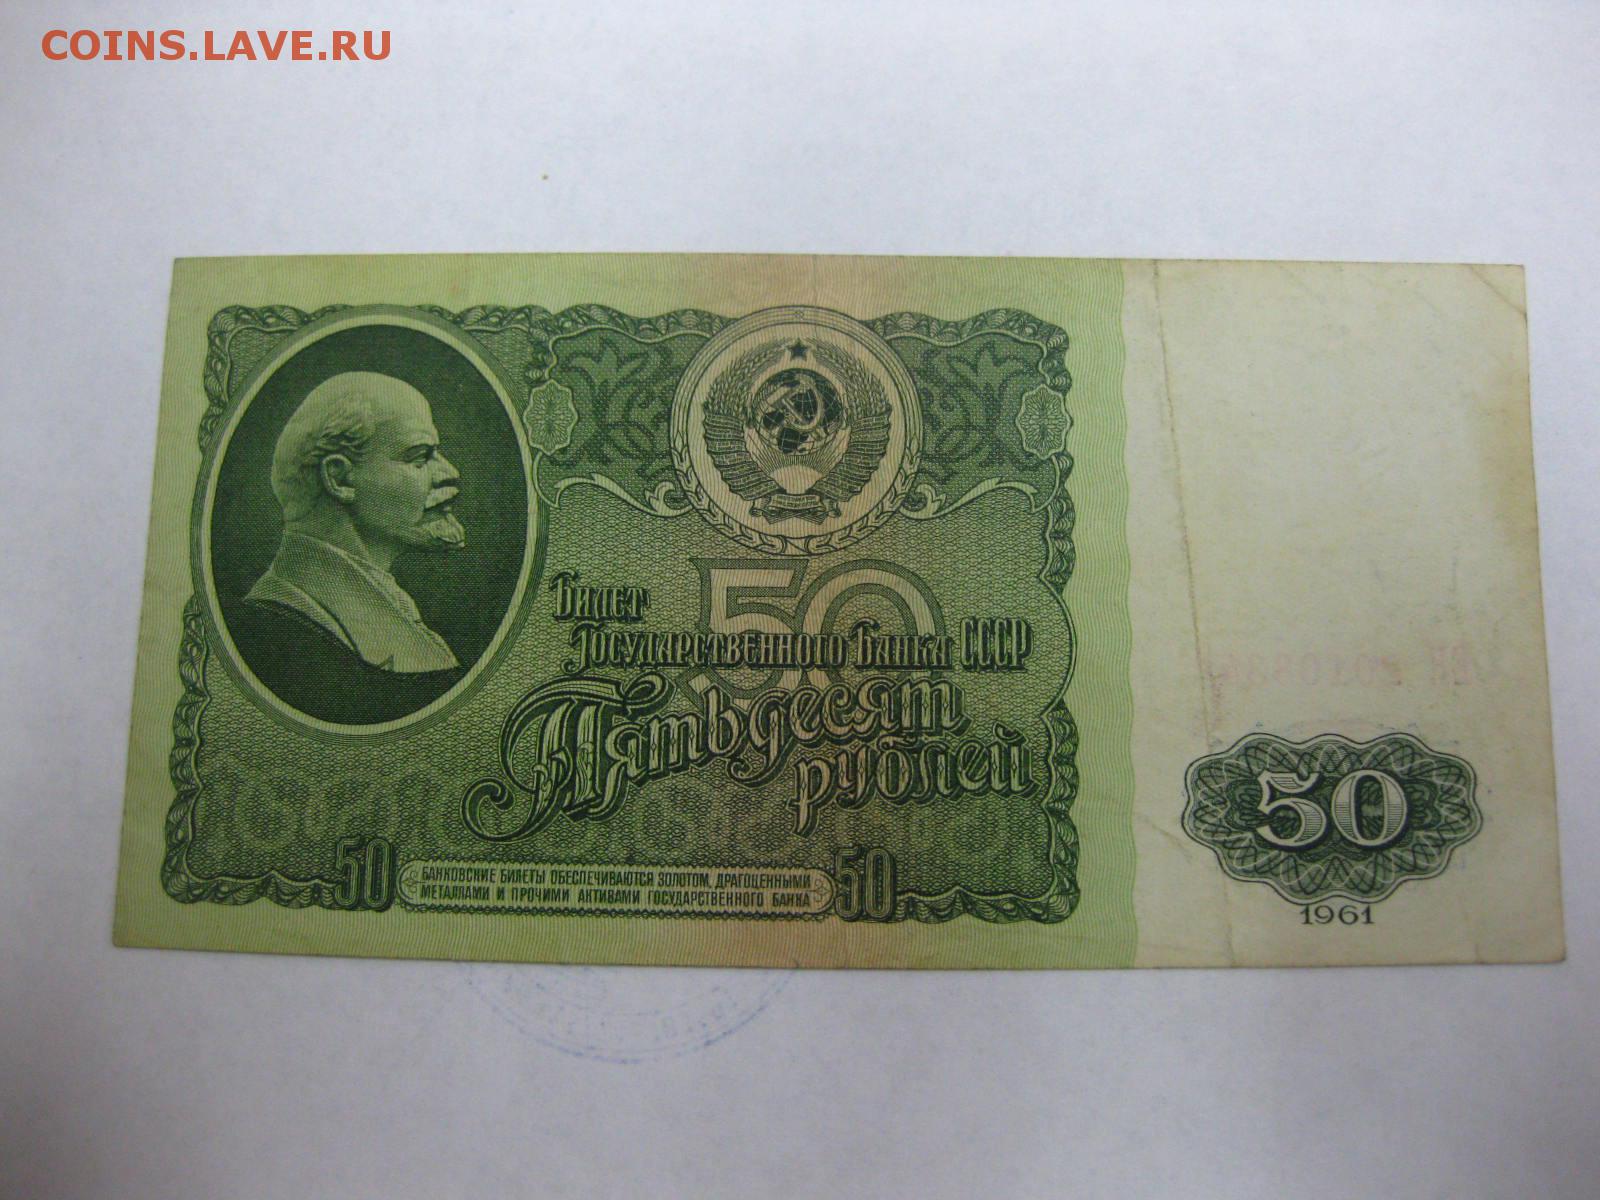 COINS.LAVE.RU
Билет
Государственного Банка СССР
50
Пятьдесят
рублей
50
БАНКОВСКИЕ БИЛЕТЫ ОБЕСПЕЧИВАЮТСЯ ЗОЛОТОМ, ДРАГОЦЕННЫМИ
МЕТАЛЛАМИ И ПРОЧИМИ АКТИВАМИ ГОСУДАРСТВЕННОГО БАНКА
50
50
1961